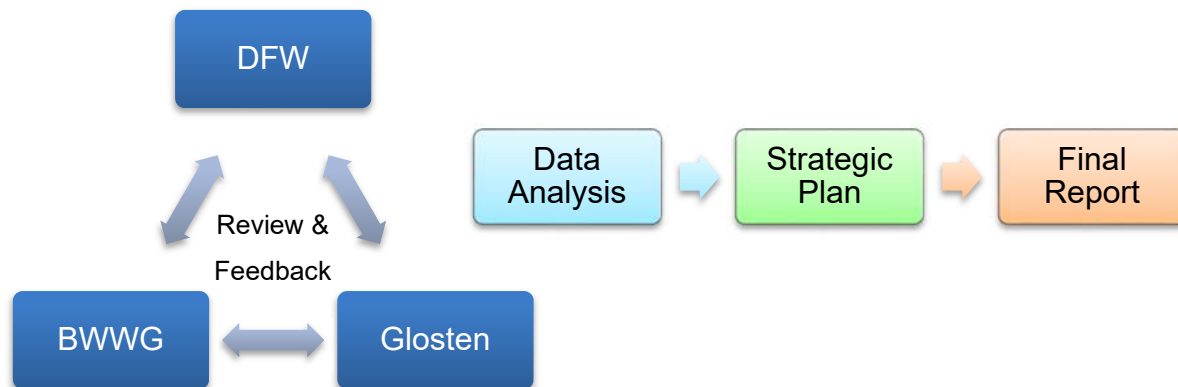 DFW
Review &
Feedback
BWWG
Glosten
Data
Analysis
Strategic
Plan
Final
Report